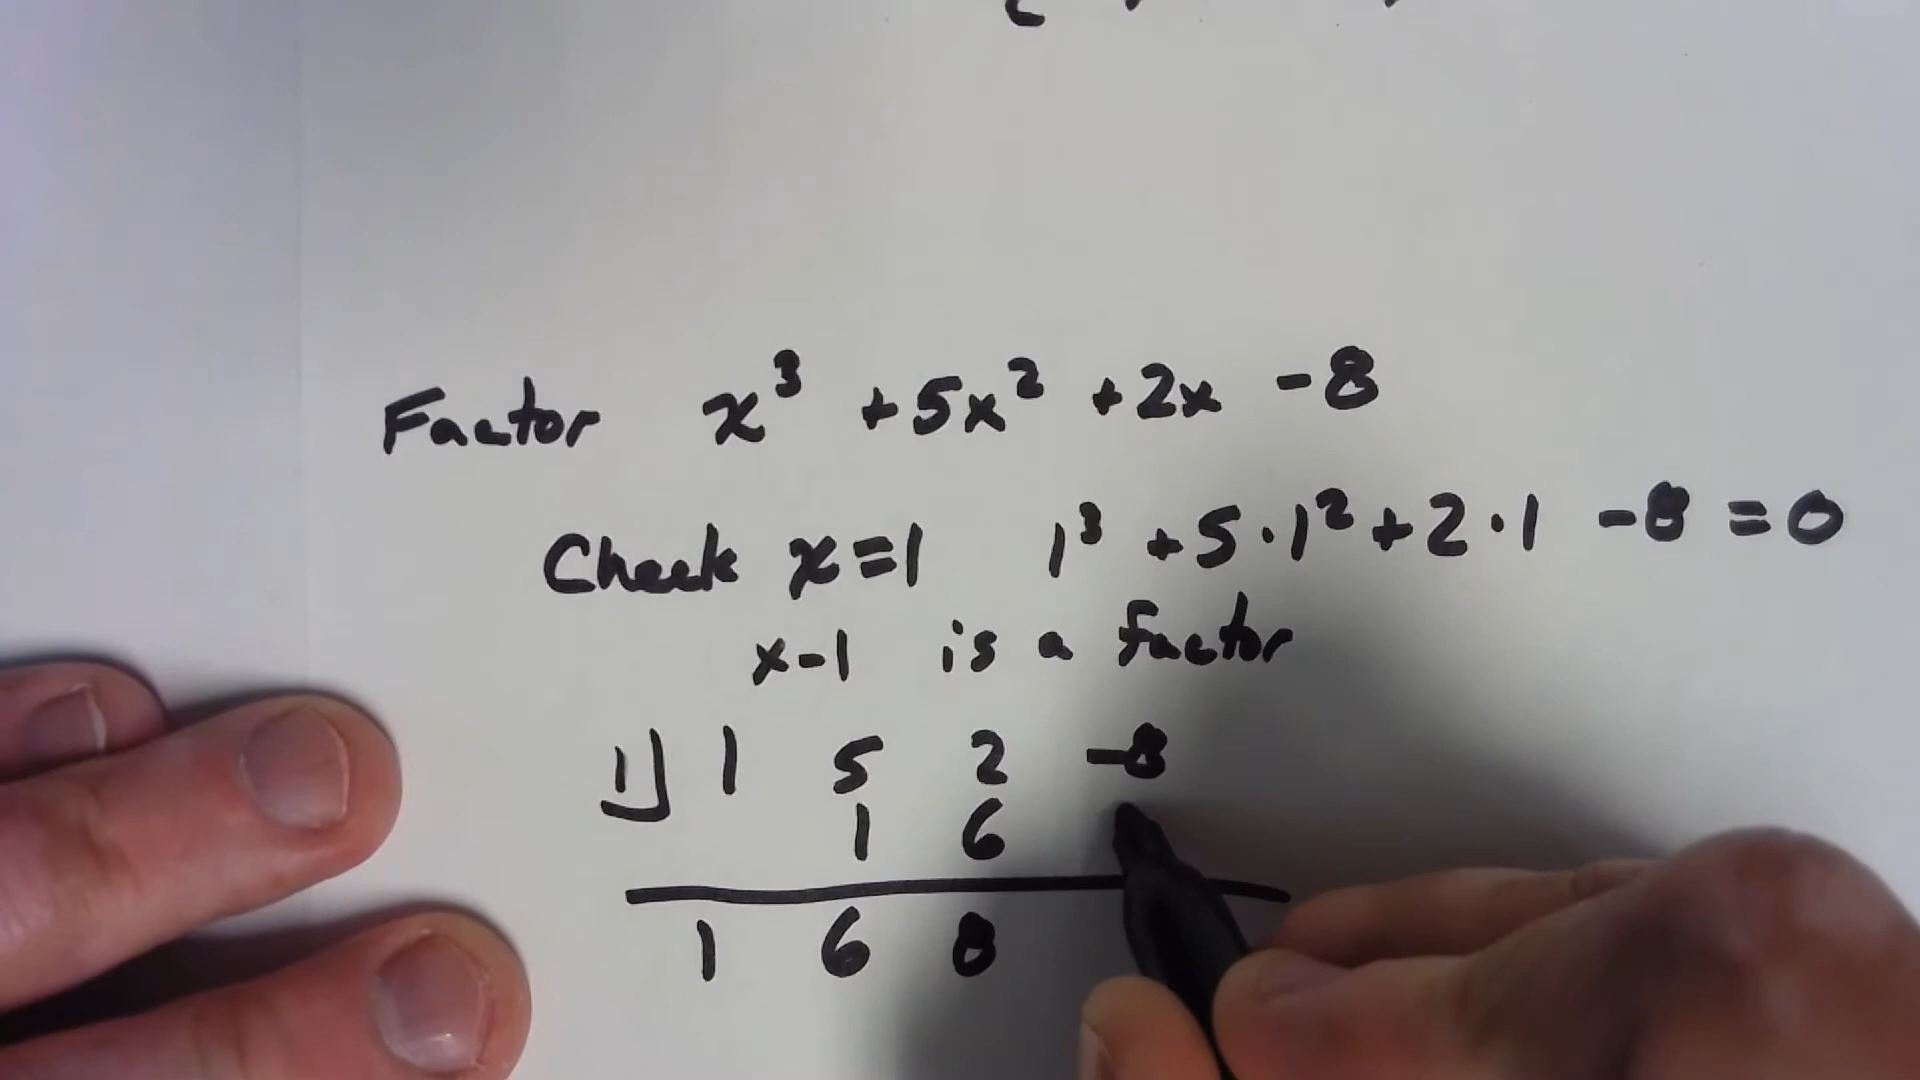 Factor x³ +5x² +2x -8
Check x=1 1³ +5·1² +2·1 -8 =0
x-1 is a factor
1⌋ 1 5 2 -8
1 6
1 6 8